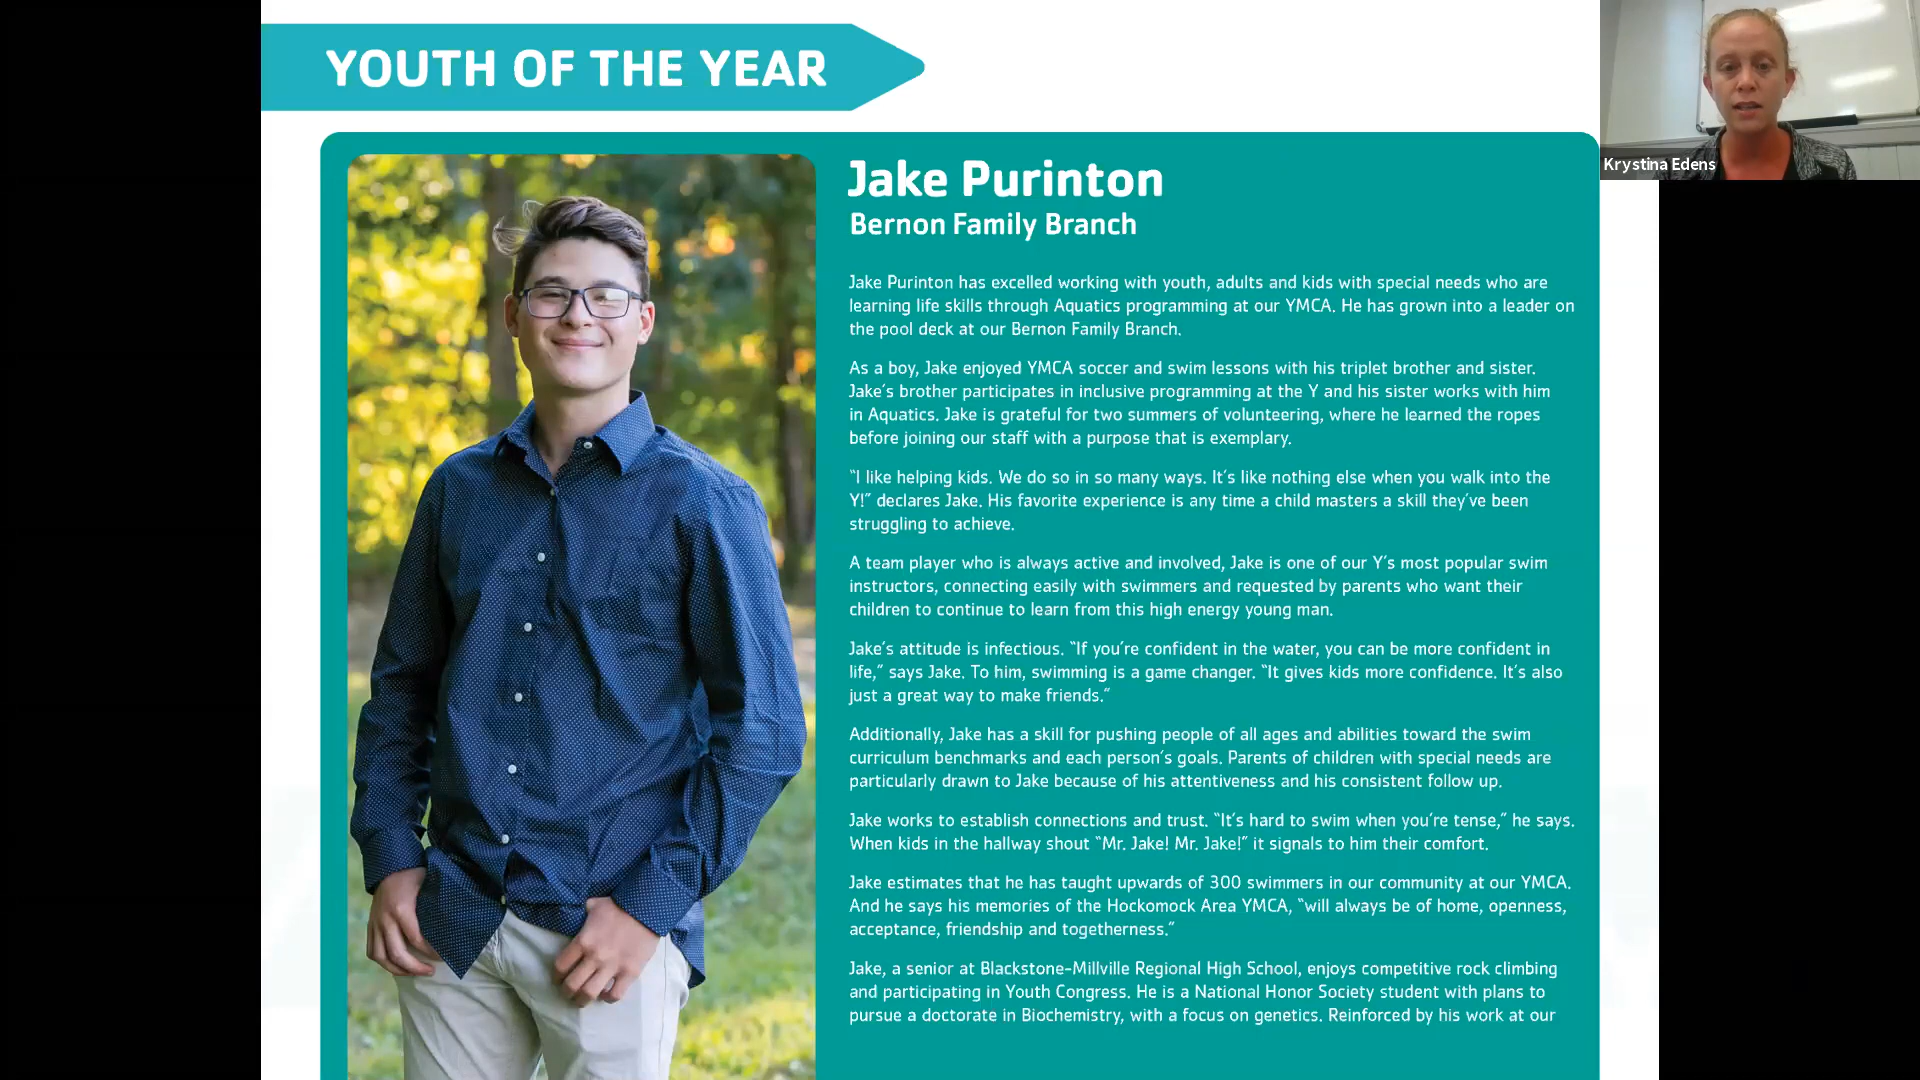 YOUTH OF THE YEAR
Krystina Edens
Jake Purinton
Bernon Family Branch
Jake Purinton has excelled working with youth, adults and kids with special needs who are
learning life skills through Aquatics programming at our YMCA. He has grown into a leader on
the pool deck at our Bernon Family Branch.
As a boy, Jake enjoyed YMCA soccer and swim lessons with his triplet brother and sister.
Jake's brother participates in inclusive programming at the Y and his sister works with him
in Aquatics. Jake is grateful for two summers of volunteering, where he learned the ropes
before joining our staff with a purpose that is exemplary.
"I like helping kids. We do so in so many ways. It's like nothing else when you walk into the
Y!" declares Jake. His favorite experience is any time a child masters a skill they've been
struggling to achieve.
A team player who is always active and involved, Jake is one of our Y's most popular swim
instructors, connecting easily with swimmers and requested by parents who want their
children to continue to learn from this high energy young man.
Jake's attitude is infectious. "If you're confident in the water, you can be more confident in
life," says Jake. To him, swimming is a game changer. "It gives kids more confidence. It's also
just a great way to make friends."
Additionally, Jake has a skill for pushing people of all ages and abilities toward the swim
curriculum benchmarks and each person's goals. Parents of children with special needs are
particularly drawn to Jake because of his attentiveness and his consistent follow up.
Jake works to establish connections and trust. "It's hard to swim when you're tense," he says.
When kids in the hallway shout "Mr. Jake! Mr. Jake!" it signals to him their comfort.
Jake estimates that he has taught upwards of 300 swimmers in our community at our YMCA.
And he says his memories of the Hockomock Area YMCA, "will always be of home, openness,
acceptance, friendship and togetherness."
Jake, a senior at Blackstone-Millville Regional High School, enjoys competitive rock climbing
and participating in Youth Congress. He is a National Honor Society student with plans to
pursue a doctorate in Biochemistry, with a focus on genetics. Reinforced by his work at our